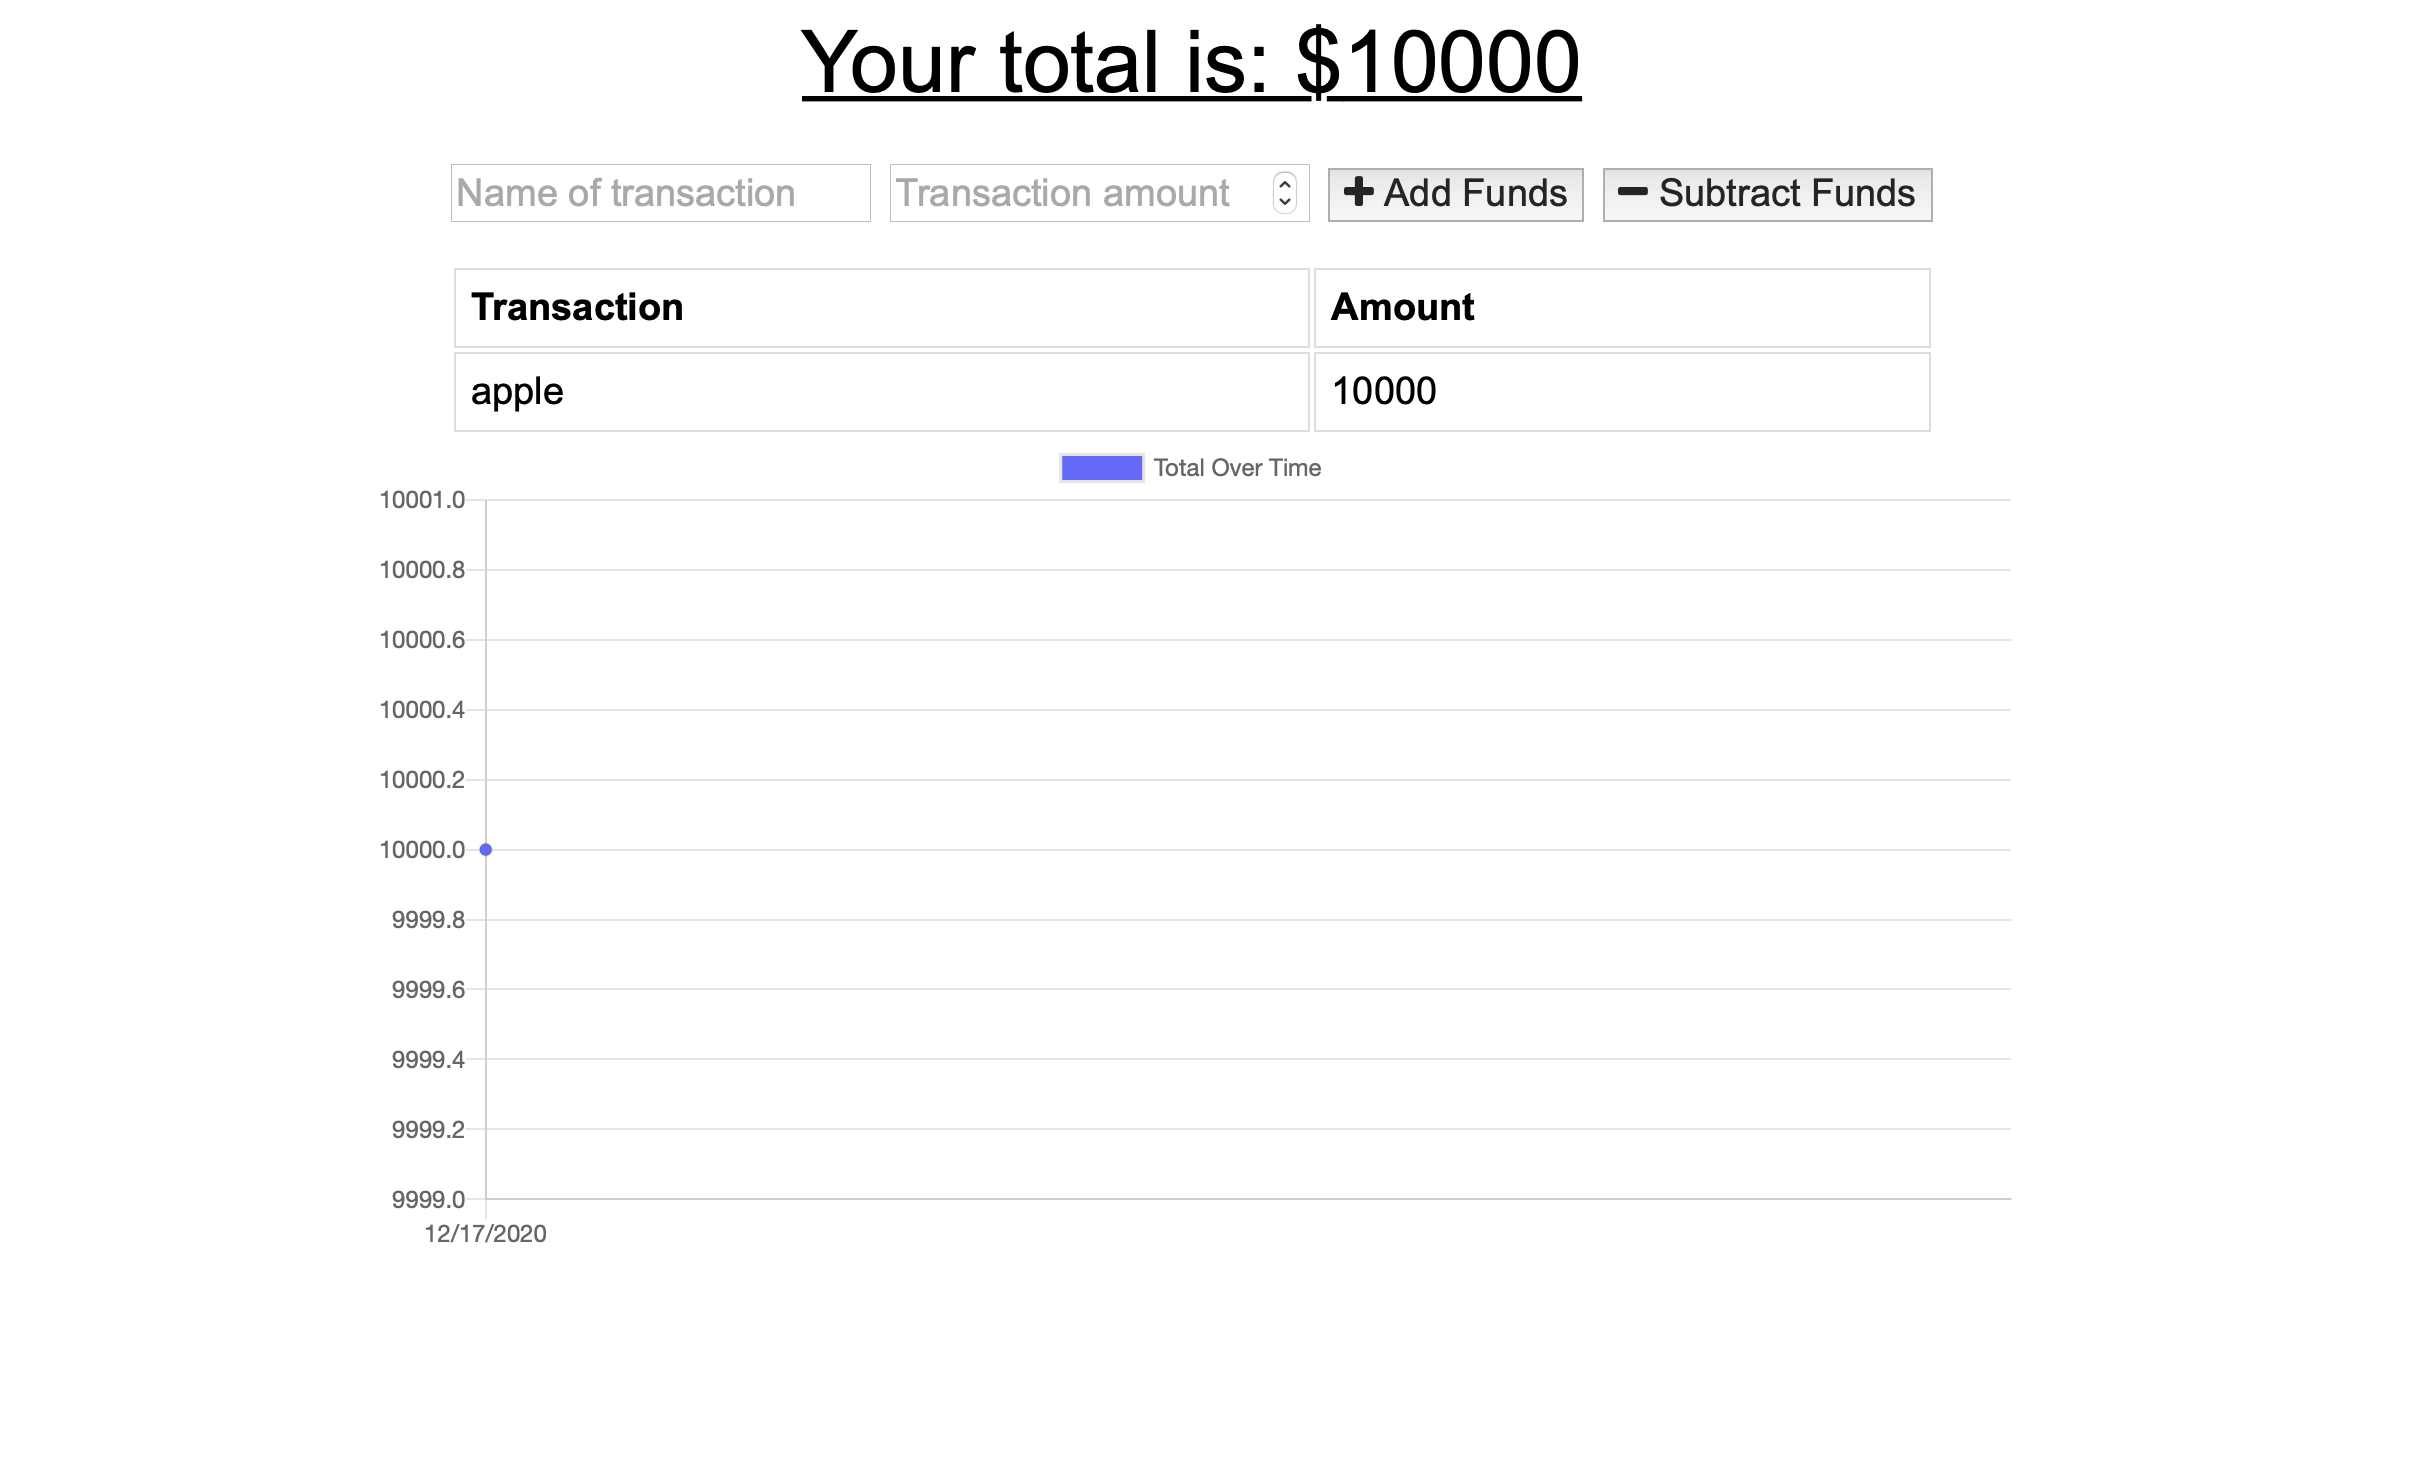 Your total is: $10000
Name of transaction Transaction amount Add Funds Subtract Funds
Transaction Amount
apple 10000
Total Over Time
10001.0
10000.8
10000.6
10000.4
10000.2
10000.0
9999.8
9999.6
9999.4
9999.2
9999.0
12/17/2020